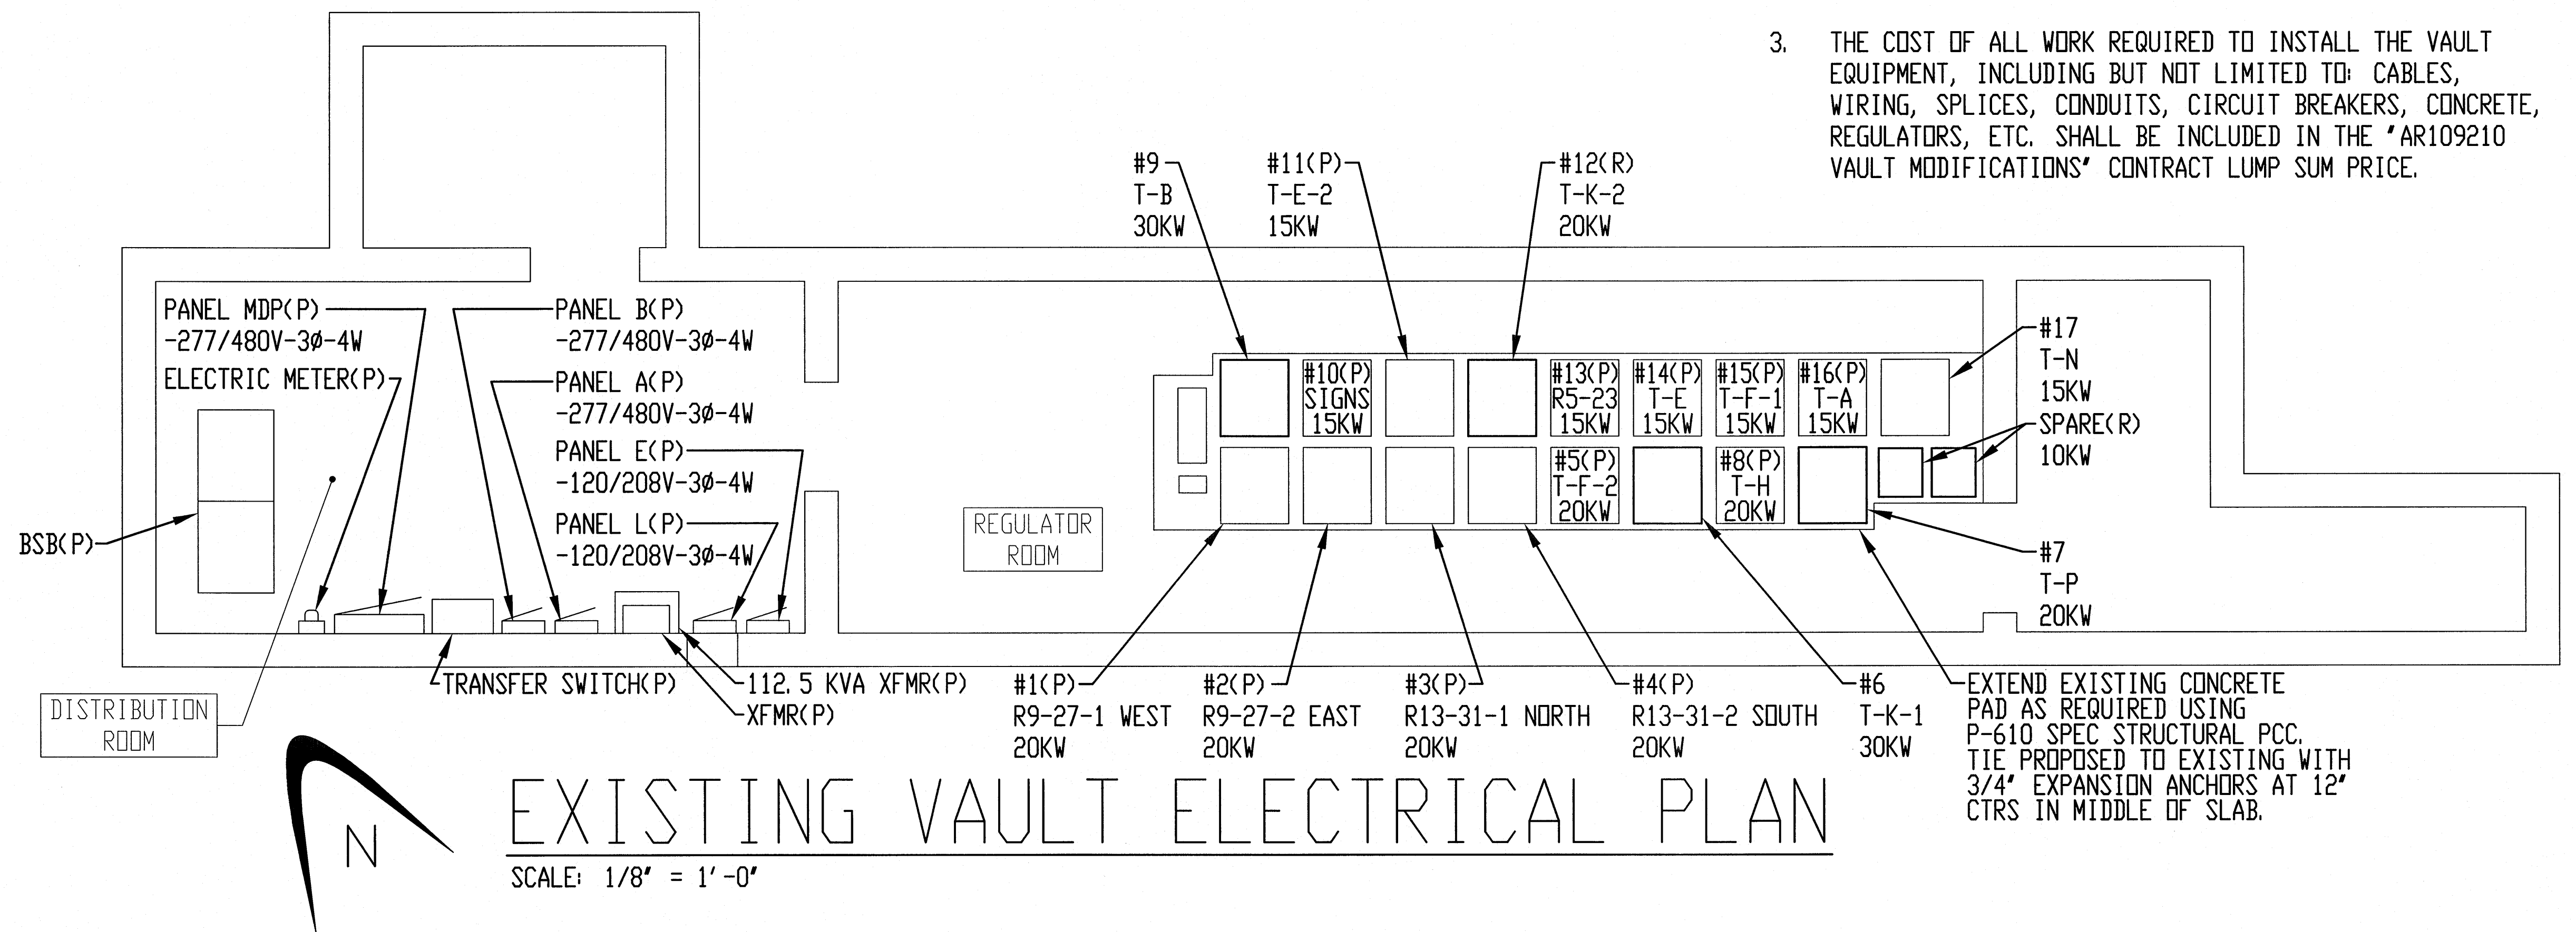 3. THE COST OF ALL WORK REQUIRED TO INSTALL THE VAULT
EQUIPMENT, INCLUDING BUT NOT LIMITED TO: CABLES,
WIRING, SPLICES, CONDUITS, CIRCUIT BREAKERS, CONCRETE,
REGULATORS, ETC. SHALL BE INCLUDED IN THE "AR109210
VAULT MODIFICATIONS" CONTRACT LUMP SUM PRICE.
#9
T-B
30KW
#11(P)
T-E-2
15KW
#12(R)
T-K-2
20KW
PANEL MDP(P)
-277/480V-3Ø-4W
ELECTRIC METER(P)
PANEL B(P)
-277/480V-3Ø-4W
PANEL A(P)
-277/480V-3Ø-4W
PANEL E(P)
-120/208V-3Ø-4W
PANEL L(P)
-120/208V-3Ø-4W
BSB(P)
#10(P)
SIGNS
15KW
#13(P)
R5-23
15KW
#14(P)
T-E
15KW
#15(P)
T-F-1
15KW
#16(P)
T-A
15KW
#17
T-N
15KW
SPARE(R)
10KW
#5(P)
T-F-2
20KW
#8(P)
T-H
20KW
REGULATOR
ROOM
#7
T-P
20KW
DISTRIBUTION
ROOM
TRANSFER SWITCH(P)
112.5 KVA XFMR(P)
XFMR(P)
#1(P)
R9-27-1 WEST
20KW
#2(P)
R9-27-2 EAST
20KW
#3(P)
R13-31-1 NORTH
20KW
#4(P)
R13-31-2 SOUTH
20KW
#6
T-K-1
30KW
EXTEND EXISTING CONCRETE
PAD AS REQUIRED USING
P-610 SPEC STRUCTURAL PCC.
TIE PROPOSED TO EXISTING WITH
3/4" EXPANSION ANCHORS AT 12"
CTRS IN MIDDLE OF SLAB.
N
EXISTING VAULT ELECTRICAL PLAN
SCALE: 1/8" = 1'-0"